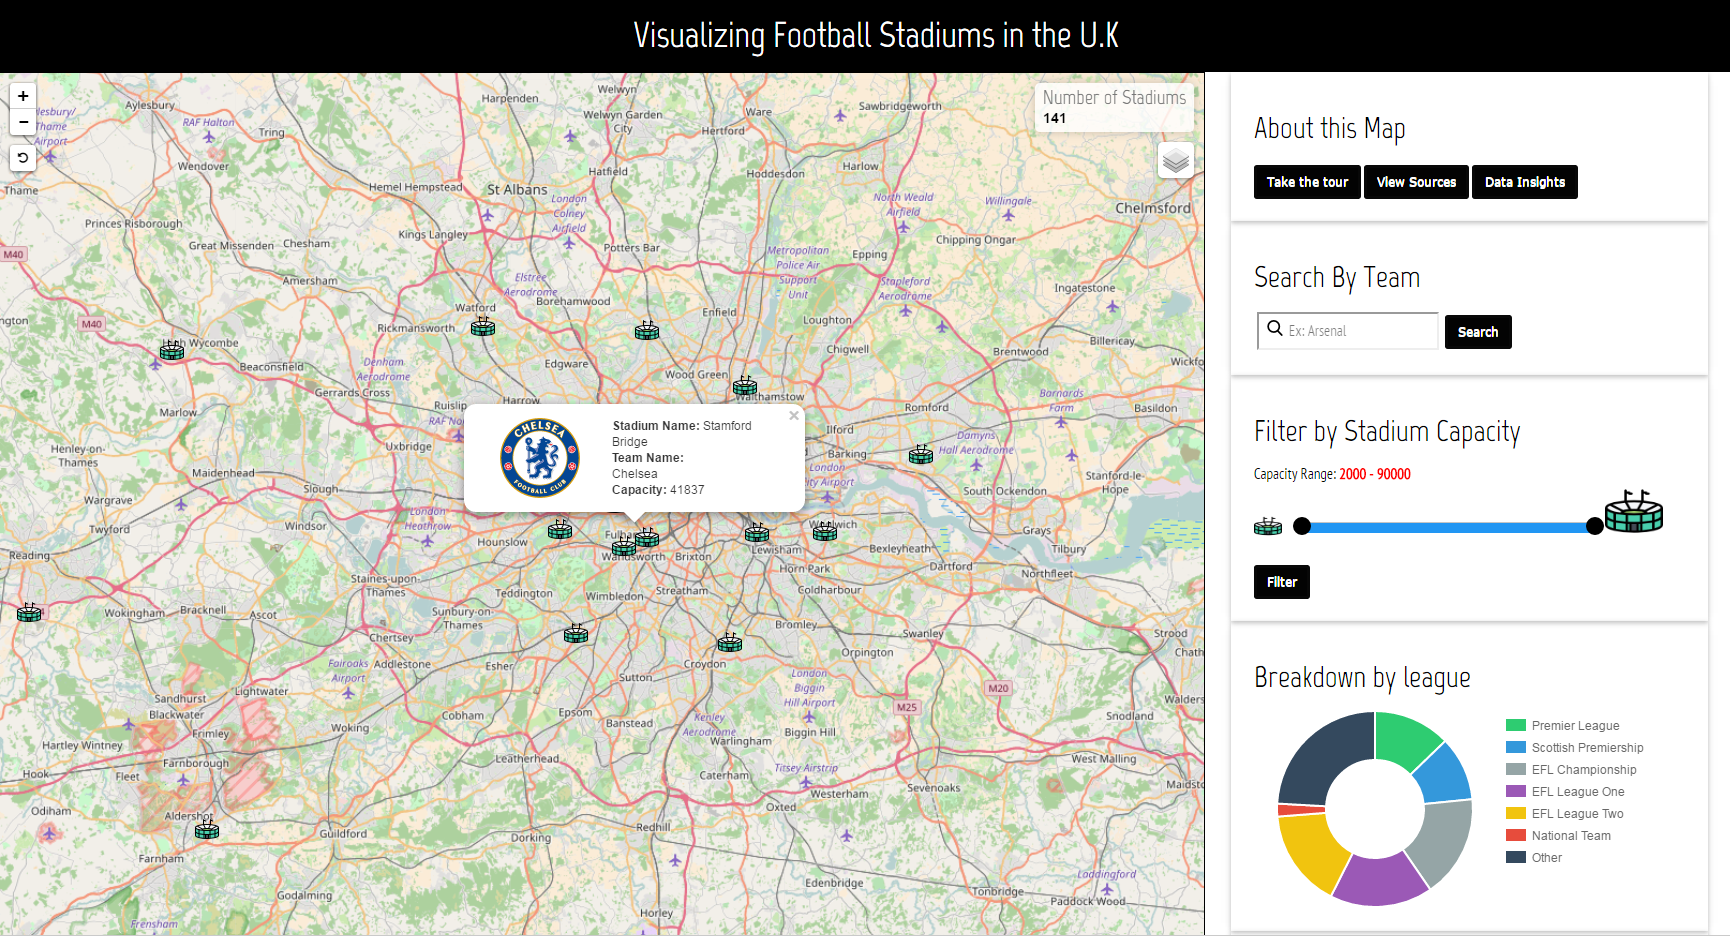 Visualizing Football Stadiums in the U.K
+
−
Number of Stadiums
141
Aylesbury
RAF Halton
Tring
Wendover
Thame
Harpenden
Welwyn
Welwyn Garden
City
Ware
Hertford
Sawbridgeworth
Hatfield
Hoddesdon
Harlow
Hemel Hempstead
St Albans
London
Colney
Airfield
North Weald
Airfield
Willingale
Chelmsford
Princes Risborough
Great Missenden
Chesham
Kings Langley
Potters Bar
Metropolitan
Police Air
Support
Unit
Epping
Chipping Ongar
M40
Amersham
Elstree
Aerodrome
Borehamwood
Stapleford
Aerodrome
Ingatestone
Watford
Enfield
Loughton
M40
Rickmansworth
Wycombe
Beaconsfield
Denham
Aerodrome
Edgware
Chigwell
Brentwood
Billericay
Wood Green
Gerrards Cross
Walthamstow
Marlow
Ruislip
Harrow
Romford
Barnards
Farm
Basildon
CHELSEA
FOOTBALL CLUB
Stadium Name: Stamford
Bridge
Team Name:
Chelsea
Capacity: 41837
×
Henley-on-
Thames
Uxbridge
Ilford
Barking
Damyns
Hall Aerodrome
Maidenhead
Slough
London
City Airport
Stanford-le-
Hope
South Ockendon
Wargrave
Twyford
Windsor
London
Heathrow
Hounslow
Wandsworth
Brixton
Lewisham
Bexleyheath
Grays
Tilbury
Reading
Horn Park
Dartford
Northfleet
Staines-upon-
Thames
Teddington
Wimbledon
Streatham
Coldharbour
Wokingham
Bracknell
Ascot
Sunbury-on-
Thames
Bromley
Swanley
Strood
Chertsey
Croydon
Orpington
Fairoaks
Airport
Addlestone
Esher
Sutton
London
Biggin
Hill Airport
M20
M25
Sandhurst
Lightwater
Blackwater
Frimley
Woking
Cobham
Epsom
Banstead
Kenley
Aerodrome
Warlingham
Biggin Hill
Snodland
Hartley Wintney
Hook
Fleet
Farnborough
Leatherhead
Caterham
Titsey Airstrip
Westerham
West Malling
Sevenoaks
Odiham
Aldershot
Guildford
Dorking
Redhill
Oxted
Farnham
Godalming
Edenbridge
Tonbridge
Paddock Wood
Laddingford
Frensham
Horley
About this Map
Take the tour
View Sources
Data Insights
Search By Team
Ex: Arsenal
Search
Filter by Stadium Capacity
Capacity Range: 2000 - 90000
Filter
Breakdown by league
Premier League
Scottish Premiership
EFL Championship
EFL League One
EFL League Two
National Team
Other